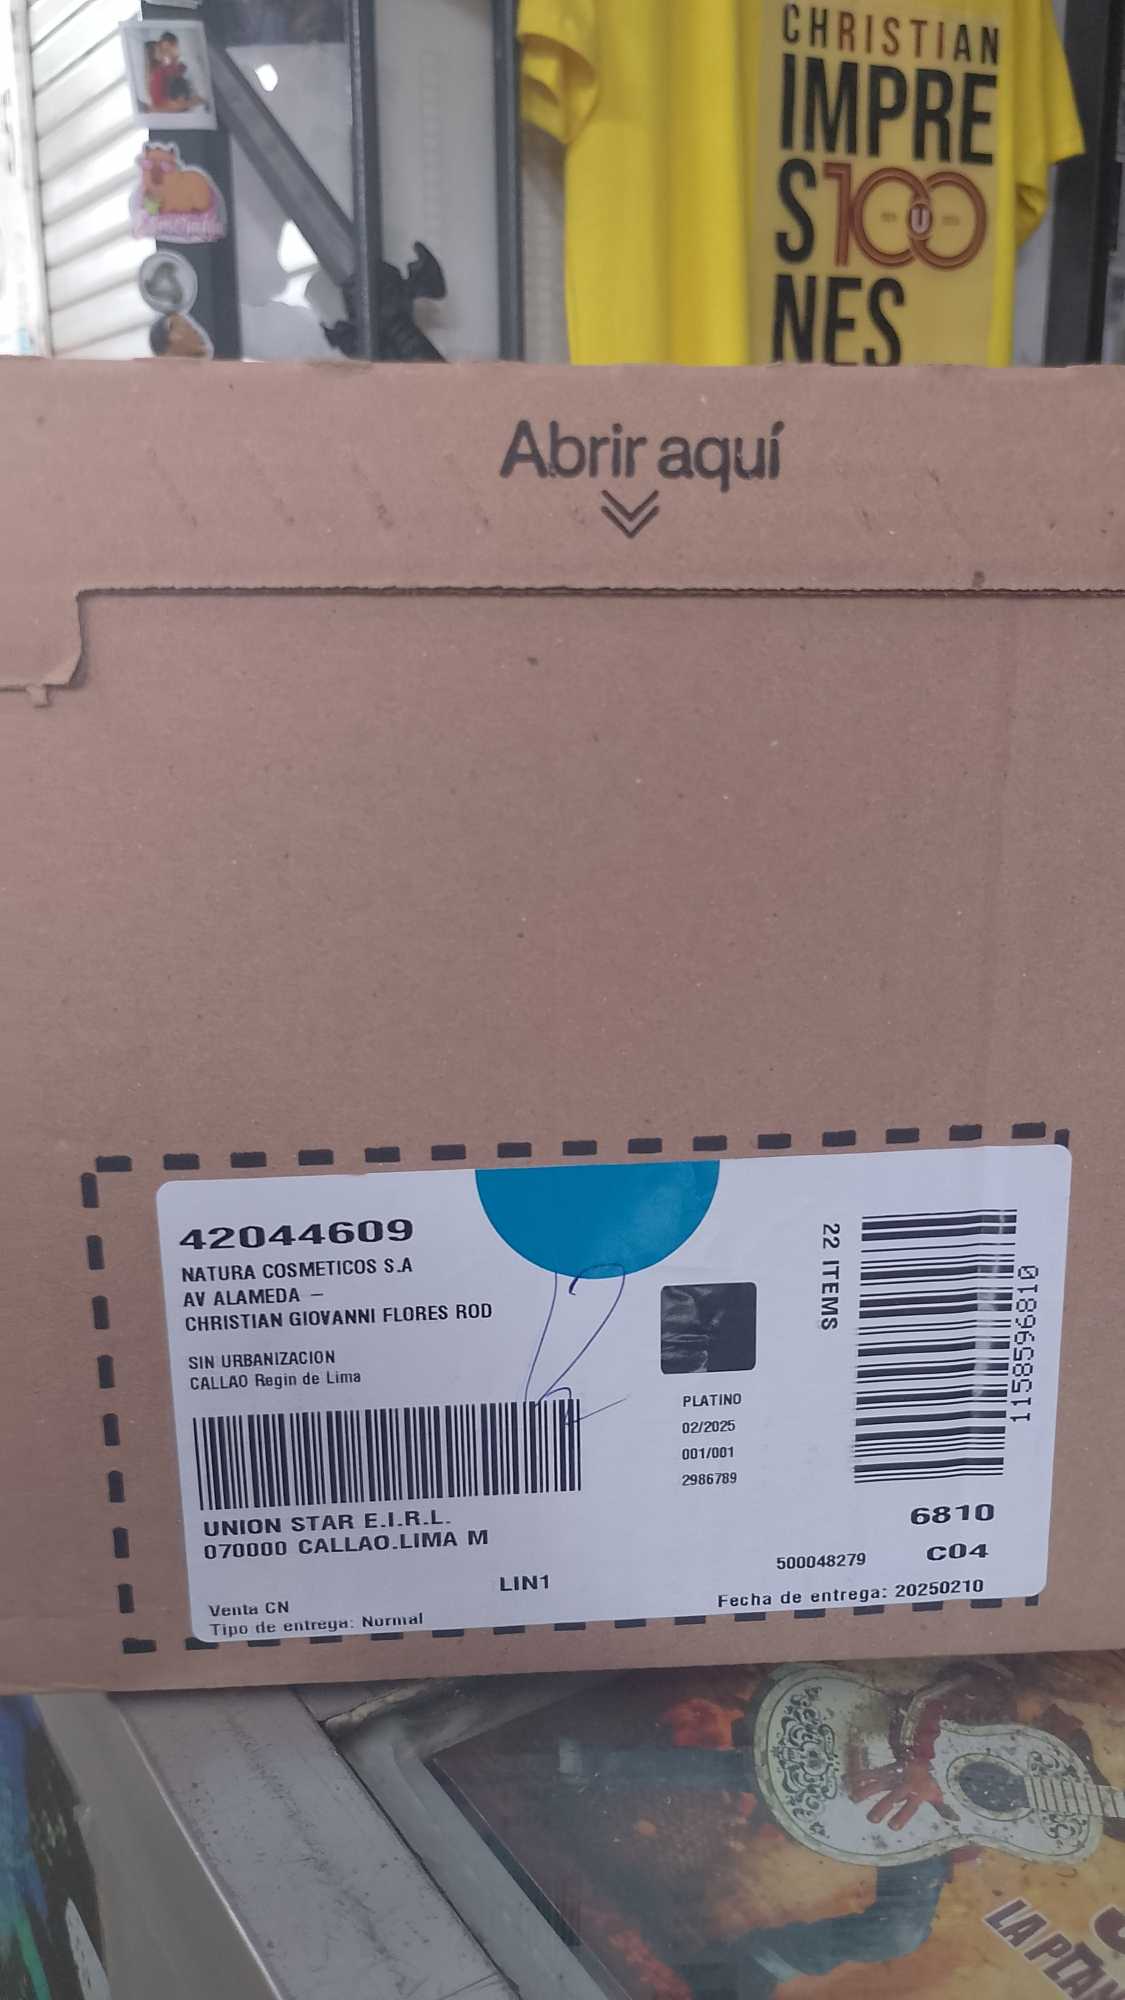 CHRISTIAN
IMPRE
S100
U
NES
Abrir aquí
42044609
NATURA COSMETICOS S.A
AV ALAMEDA –
CHRISTIAN GIOVANNI FLORES ROD
SIN URBANIZACION
CALLAO Regin de Lima
UNION STAR E.I.R.L.
070000 CALLAO.LIMA M
LIN1
Venta CN
Tipo de entrega: Normal
PLATINO
02/2025
001/001
2986789
22 ITEMS
1158596810
6810
500048279
C04
Fecha de entrega: 20250210
LA